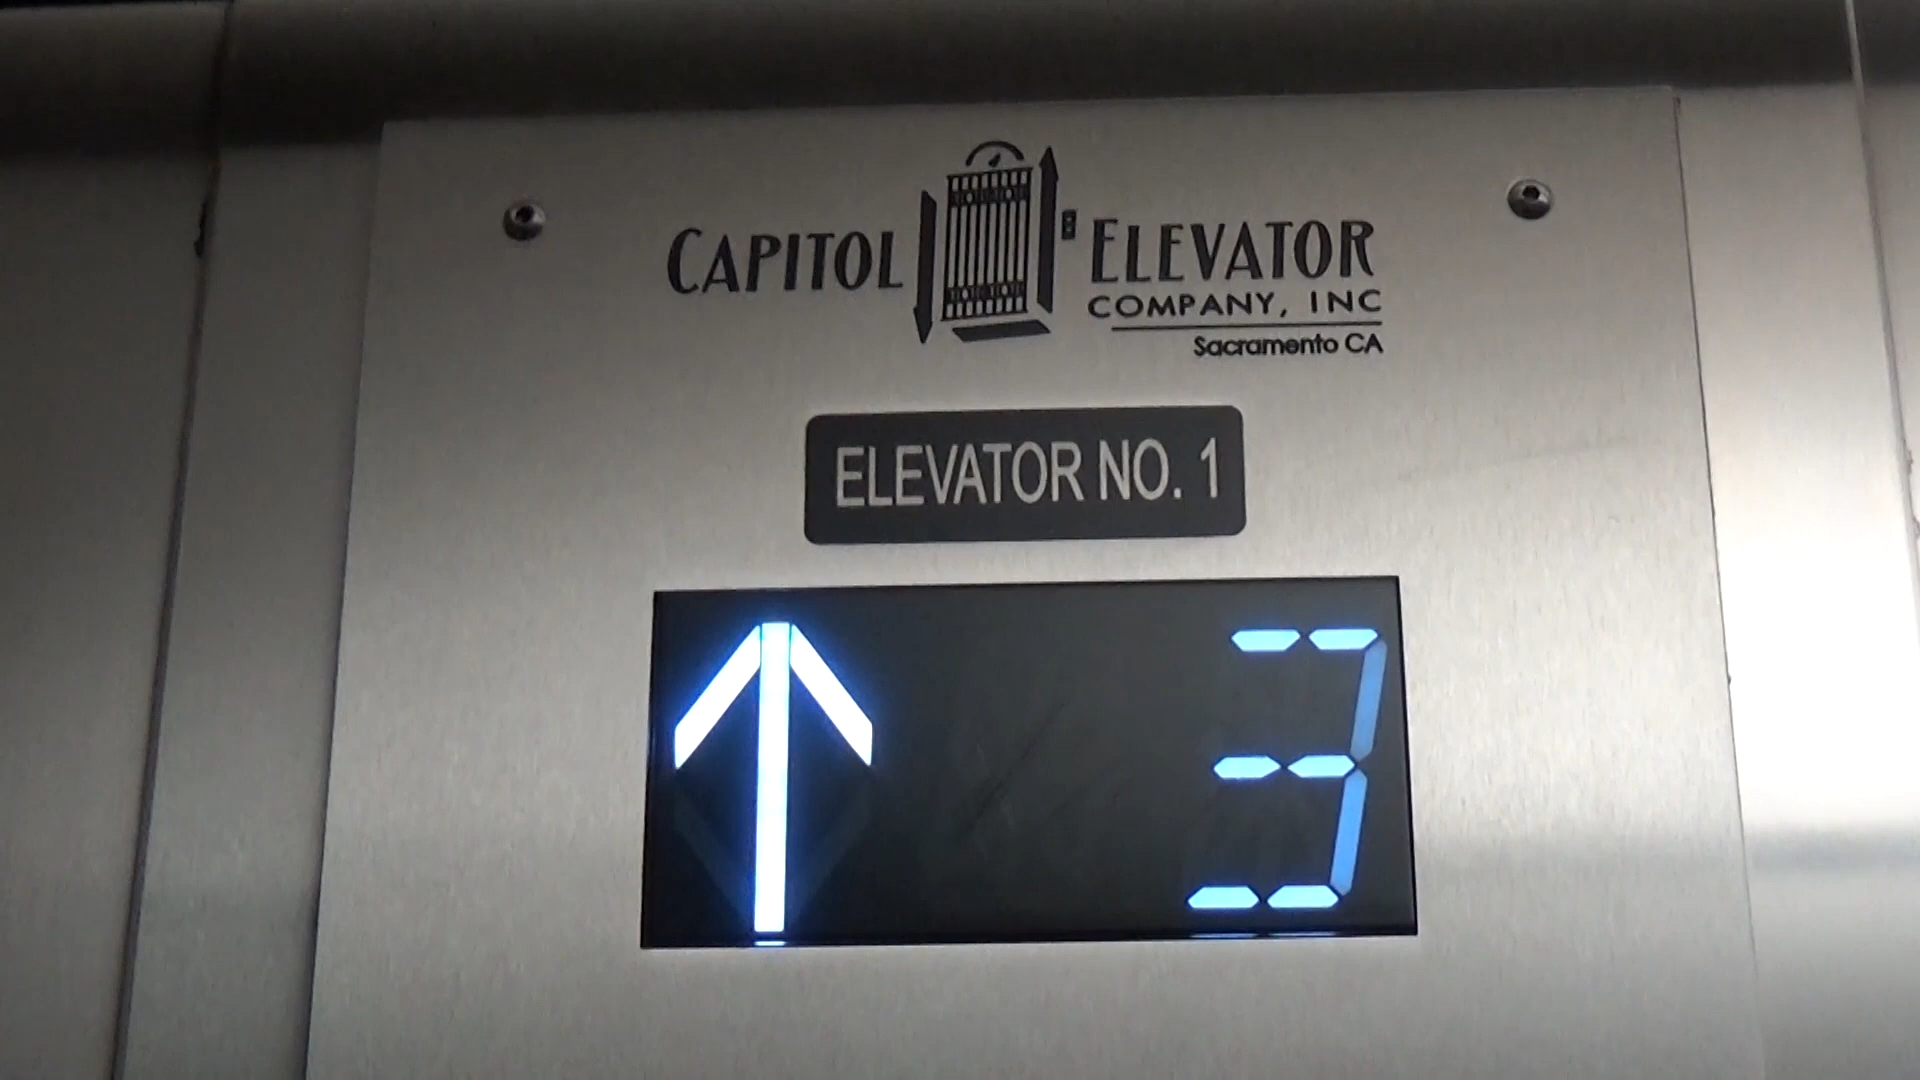 CAPITOL ELEVATOR
COMPANY, INC
Sacramento CA
ELEVATOR NO. 1
3